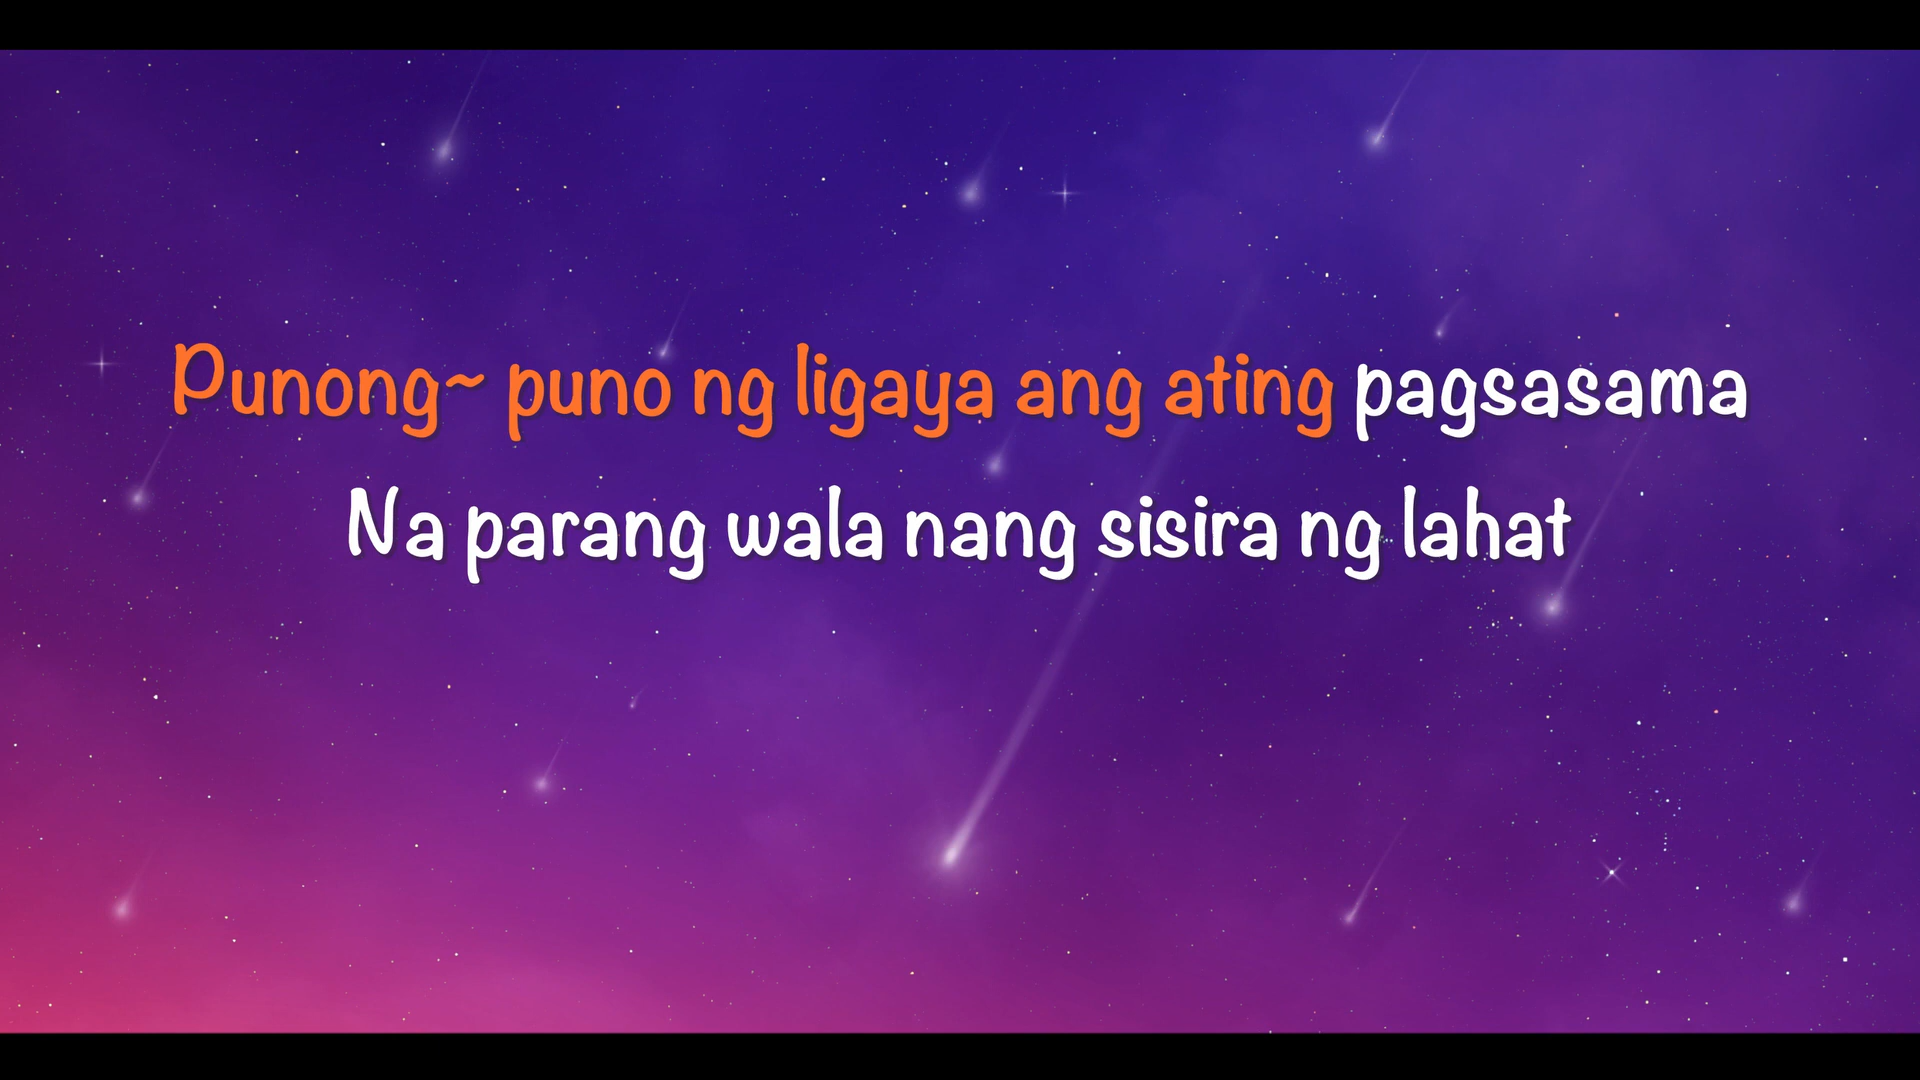 Punong~ puno ng ligaya ang ating pagsasama
Na parang wala nang sisira ng lahat